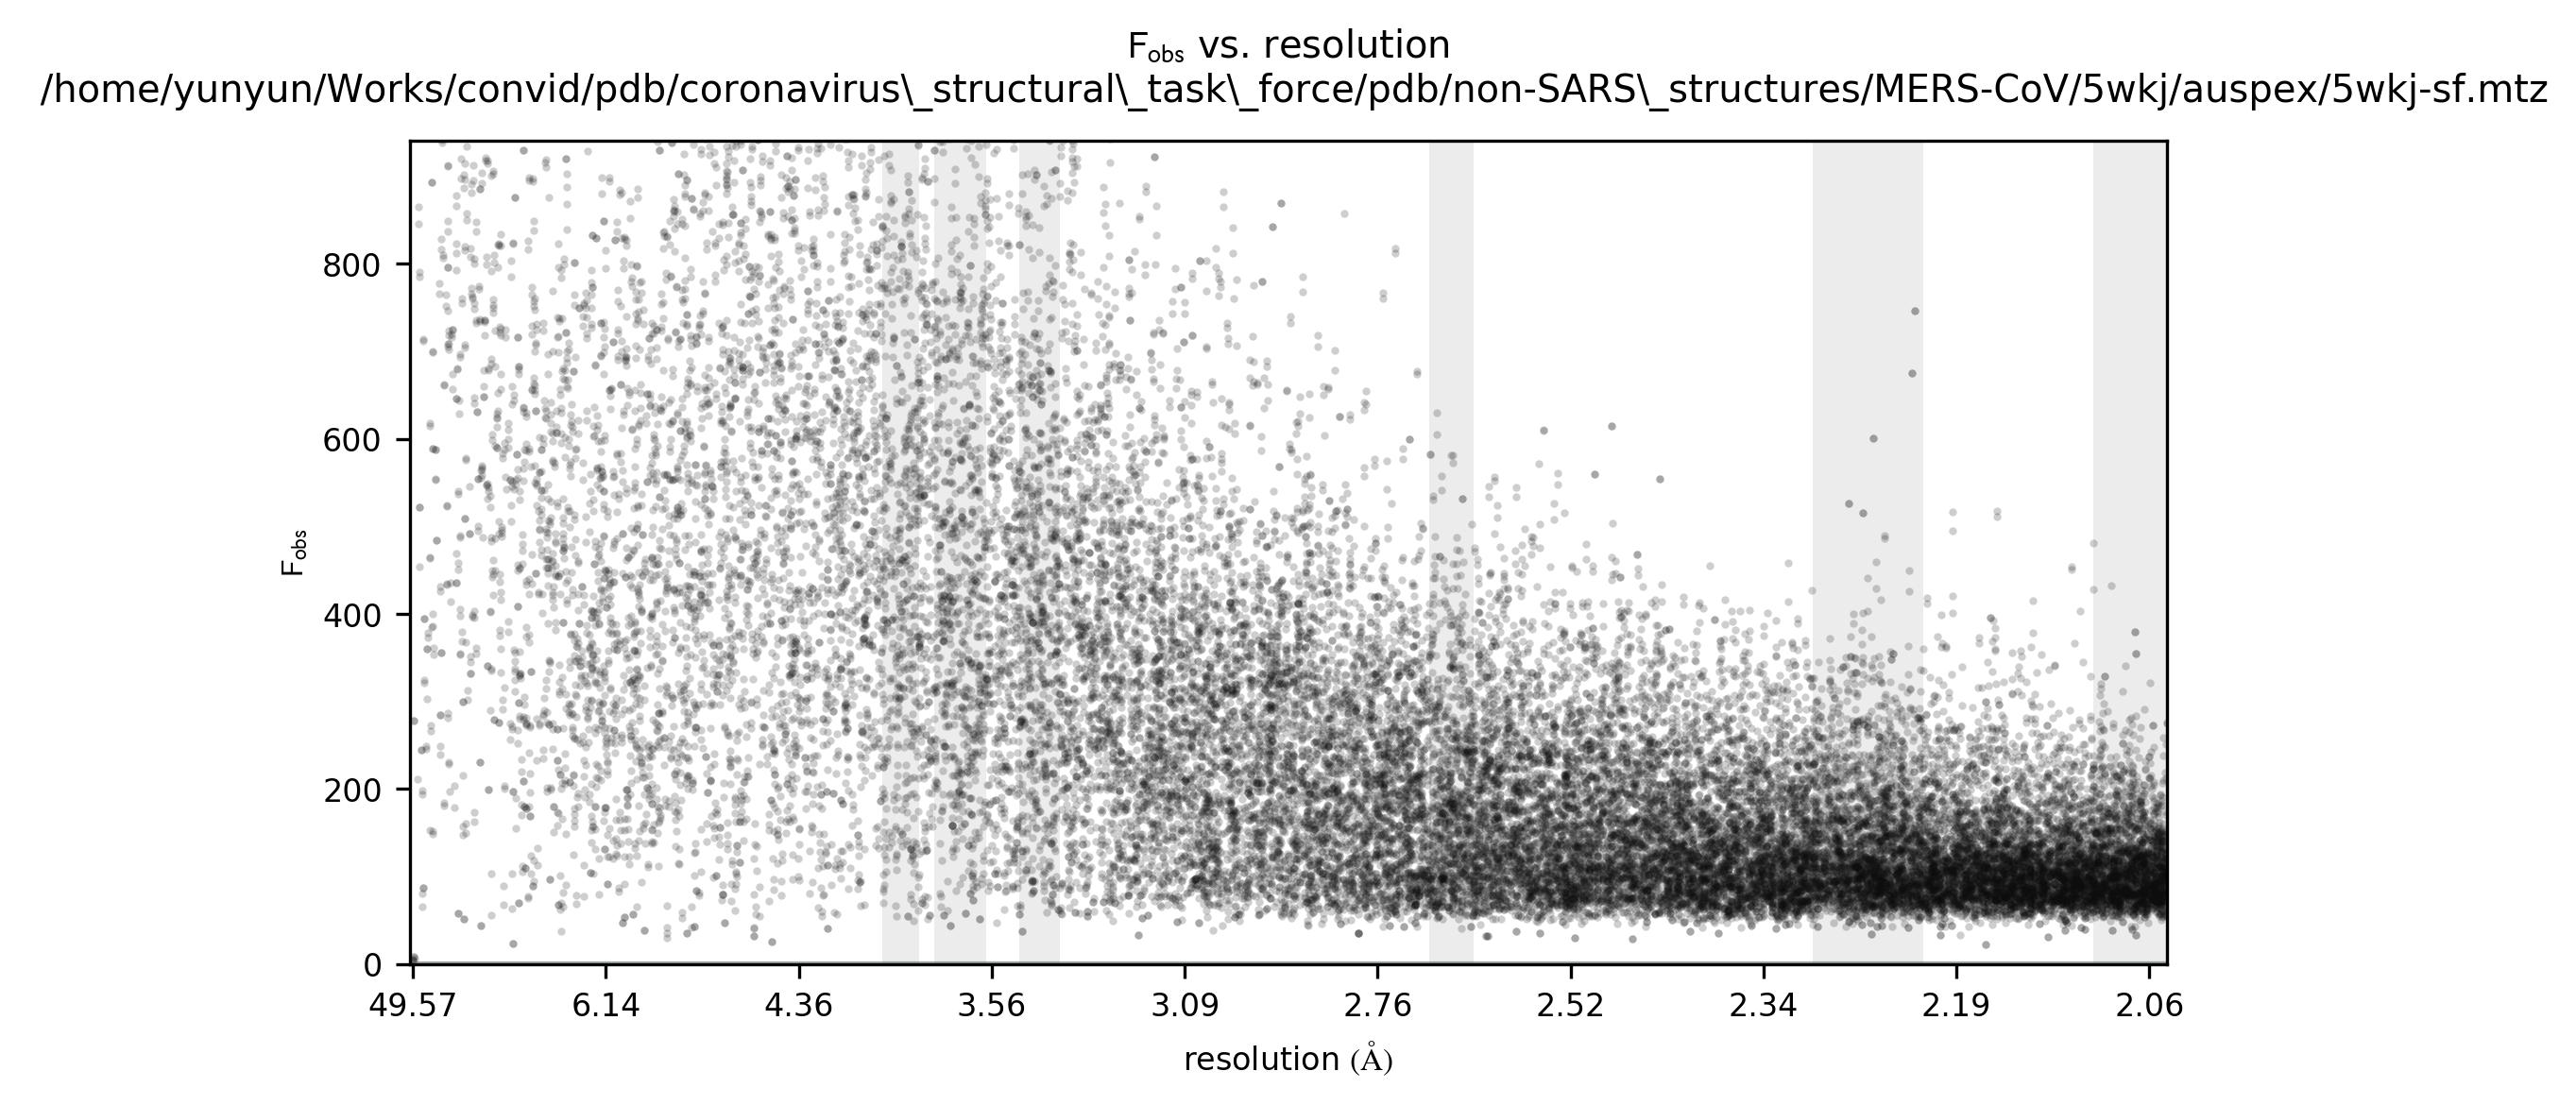 Fobs vs. resolution
/home/yunyun/Works/convid/pdb/coronavirus\_structural\_task\_force/pdb/non-SARS\_structures/MERS-CoV/5wkj/auspex/5wkj-sf.mtz
800
600
400
200
0
Fobs
49.57 6.14 4.36 3.56 3.09 2.76 2.52 2.34 2.19 2.06
resolution (Å)